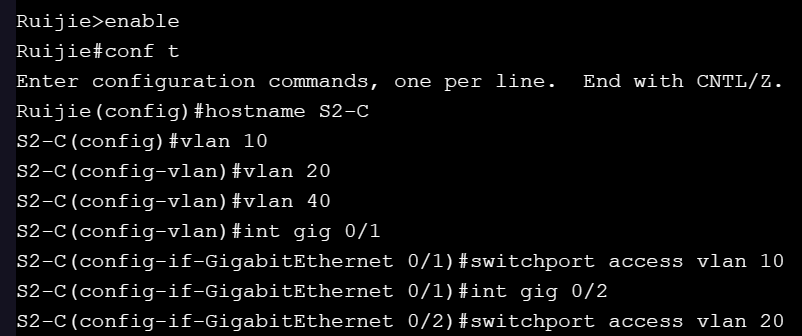 Ruijie>enable
Ruijie#conf t
Enter configuration commands, one per line.  End with CNTL/Z.
Ruijie(config)#hostname S2-C
S2-C(config)#vlan 10
S2-C(config-vlan)#vlan 20
S2-C(config-vlan)#vlan 40
S2-C(config-vlan)#int gig 0/1
S2-C(config-if-GigabitEthernet 0/1)#switchport access vlan 10
S2-C(config-if-GigabitEthernet 0/1)#int gig 0/2
S2-C(config-if-GigabitEthernet 0/2)#switchport access vlan 20